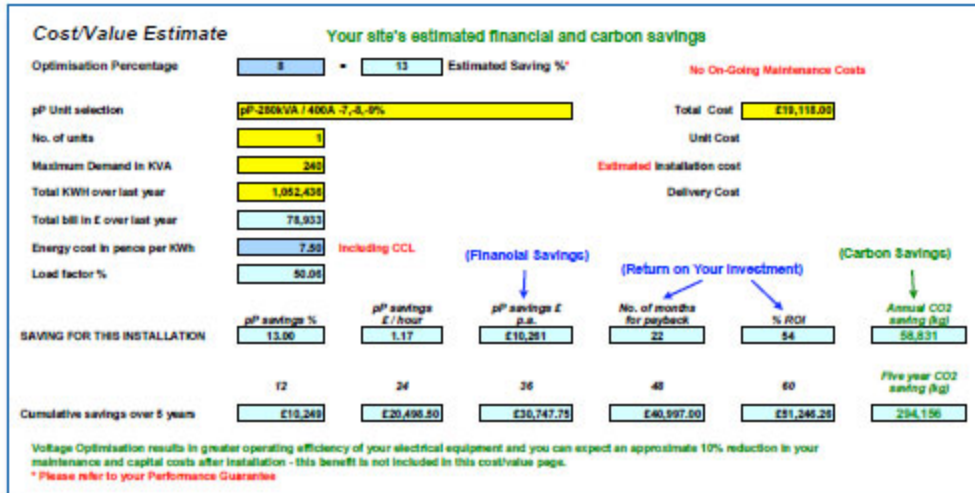 Cost/Value Estimate Your site's estimated financial and carbon savings
Optimisation Percentage 8 = 13 Estimated Saving %*
No On-Going Maintenance Costs
pP Unit selection pP-280kVA / 400A -7,-8,-9% Total Cost £19,118.00
No. of units 1 Unit Cost
Maximum Demand in KVA 240 Estimated Installation cost
Total KWH over last year 1,052,436 Delivery Cost
Total bill in £ over last year 78,933
Energy cost in pence per KWh 7.50 Including CCL
(Financial Savings) (Return on Your Investment) (Carbon Savings)
Load factor % 50.06
pP savings % pP savings £ / hour pP savings £ p.a. No. of months for payback % ROI Annual CO2 saving (kg)
SAVING FOR THIS INSTALLATION 13.00 1.17 £10,261 22 54 58,831
12 24 36 48 60 Five year CO2 saving (kg)
Cumulative savings over 5 years £10,249 £20,498.50 £30,747.75 £40,997.00 £51,246.25 294,156
Voltage Optimisation results in greater operating efficiency of your electrical equipment and you can expect an approximate 10% reduction in your
maintenance and capital costs after installation - this benefit is not included in this cost/value page.
* Please refer to your Performance Guarantee